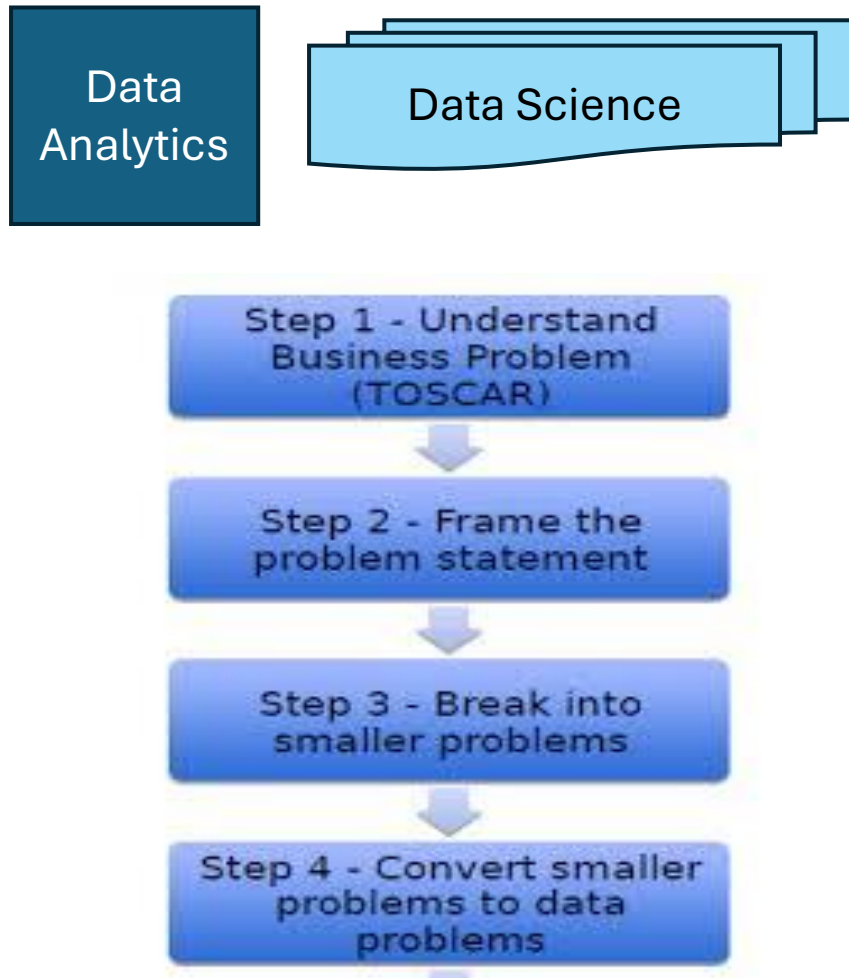 Data
Analytics
Data Science
Step 1 - Understand
Business Problem
(TOSCAR)
Step 2 - Frame the
problem statement
Step 3 - Break into
smaller problems
Step 4 - Convert smaller
problems to data
problems